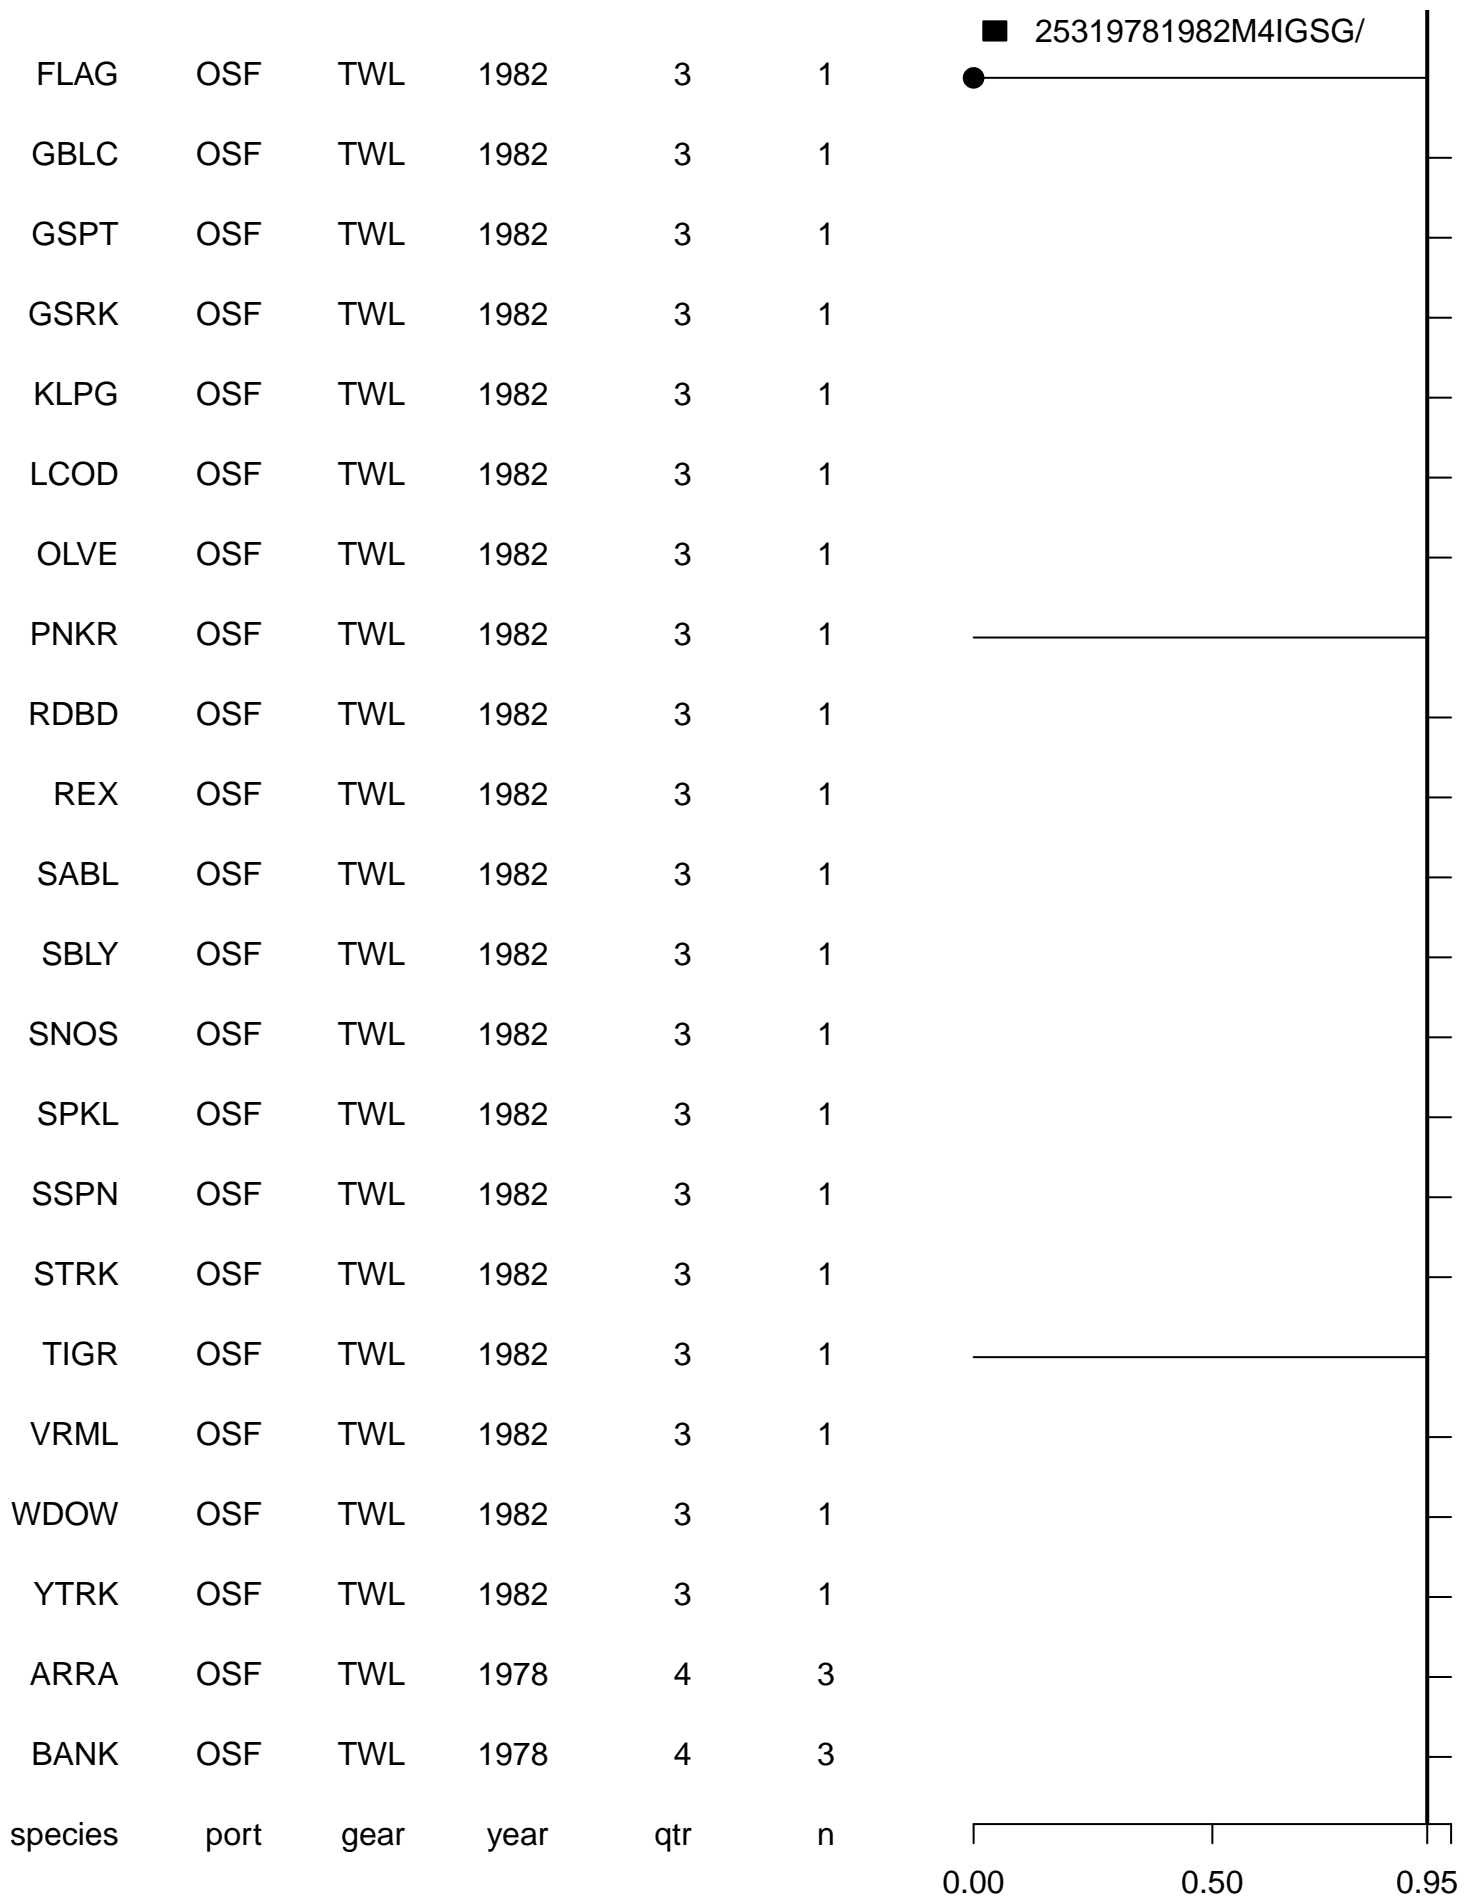 25319781982M4IGSG/
FLAG OSF TWL 1982 3 1
GBLC OSF TWL 1982 3 1
GSPT OSF TWL 1982 3 1
GSRK OSF TWL 1982 3 1
KLPG OSF TWL 1982 3 1
LCOD OSF TWL 1982 3 1
OLVE OSF TWL 1982 3 1
PNKR OSF TWL 1982 3 1
RDBD OSF TWL 1982 3 1
REX OSF TWL 1982 3 1
SABL OSF TWL 1982 3 1
SBLY OSF TWL 1982 3 1
SNOS OSF TWL 1982 3 1
SPKL OSF TWL 1982 3 1
SSPN OSF TWL 1982 3 1
STRK OSF TWL 1982 3 1
TIGR OSF TWL 1982 3 1
VRML OSF TWL 1982 3 1
WDOW OSF TWL 1982 3 1
YTRK OSF TWL 1982 3 1
ARRA OSF TWL 1978 4 3
BANK OSF TWL 1978 4 3
species port gear year qtr n
0.00 0.50 0.95